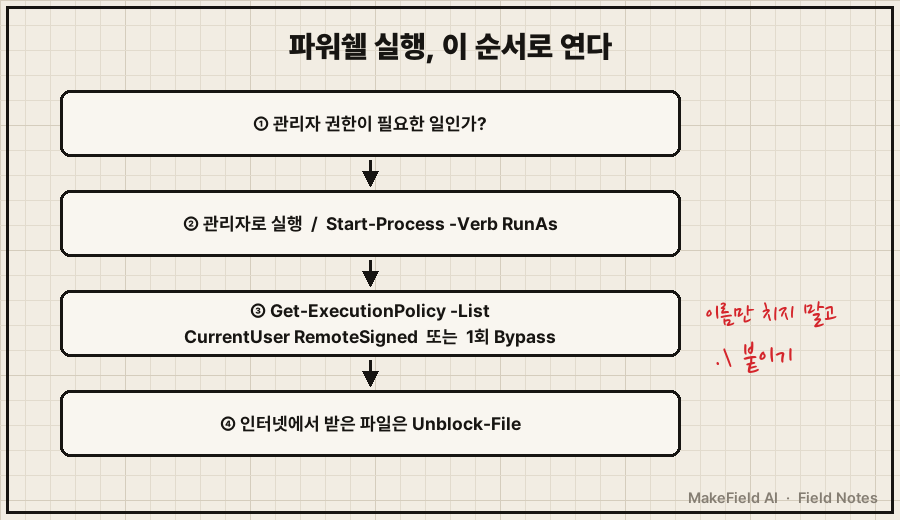 파워쉘 실행, 이 순서로 연다
① 관리자 권한이 필요한 일인가?
② 관리자로 실행 / Start-Process -Verb RunAs
③ Get-ExecutionPolicy -List
CurrentUser RemoteSigned 또는 1회 Bypass
이름만 치지 말고
.\ 붙이기
④ 인터넷에서 받은 파일은 Unblock-File
MakeField AI · Field Notes